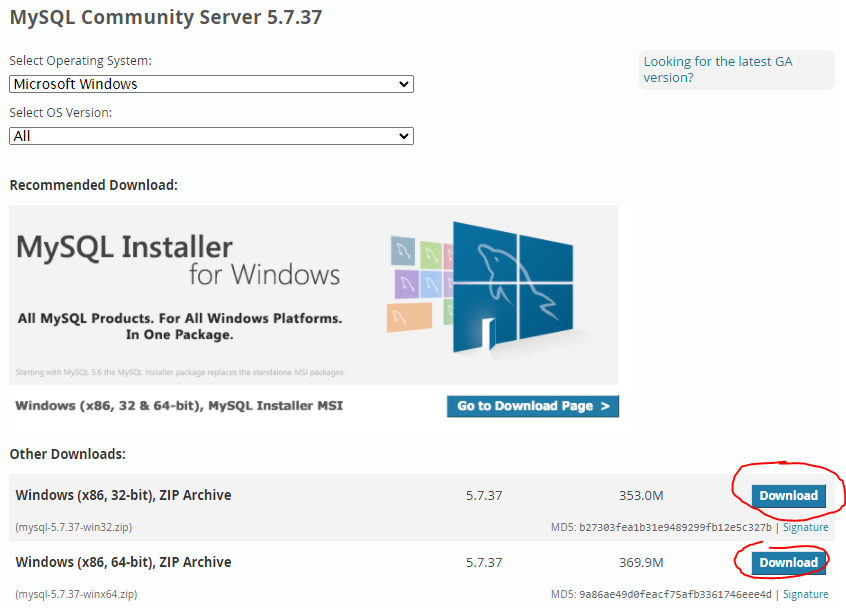 MySQL Community Server 5.7.37
Select Operating System:
Looking for the latest GA
version?
Microsoft Windows
Select OS Version:
All
Recommended Download:
MySQL Installer
for Windows
All MySQL Products. For All Windows Platforms.
In One Package.
Starting with MySQL 5.6 the MySQL Installer package replaces the standalone MSI packages.
Windows (x86, 32 & 64-bit), MySQL Installer MSI Go to Download Page >
Other Downloads:
Windows (x86, 32-bit), ZIP Archive 5.7.37 353.0M Download
(mysql-5.7.37-win32.zip) MD5: b27303fea1b31e9489299fb12e5c327b | Signature
Windows (x86, 64-bit), ZIP Archive 5.7.37 369.9M Download
(mysql-5.7.37-winx64.zip) MD5: 9a86ae49d0feacf75afb3361746eee4d | Signature